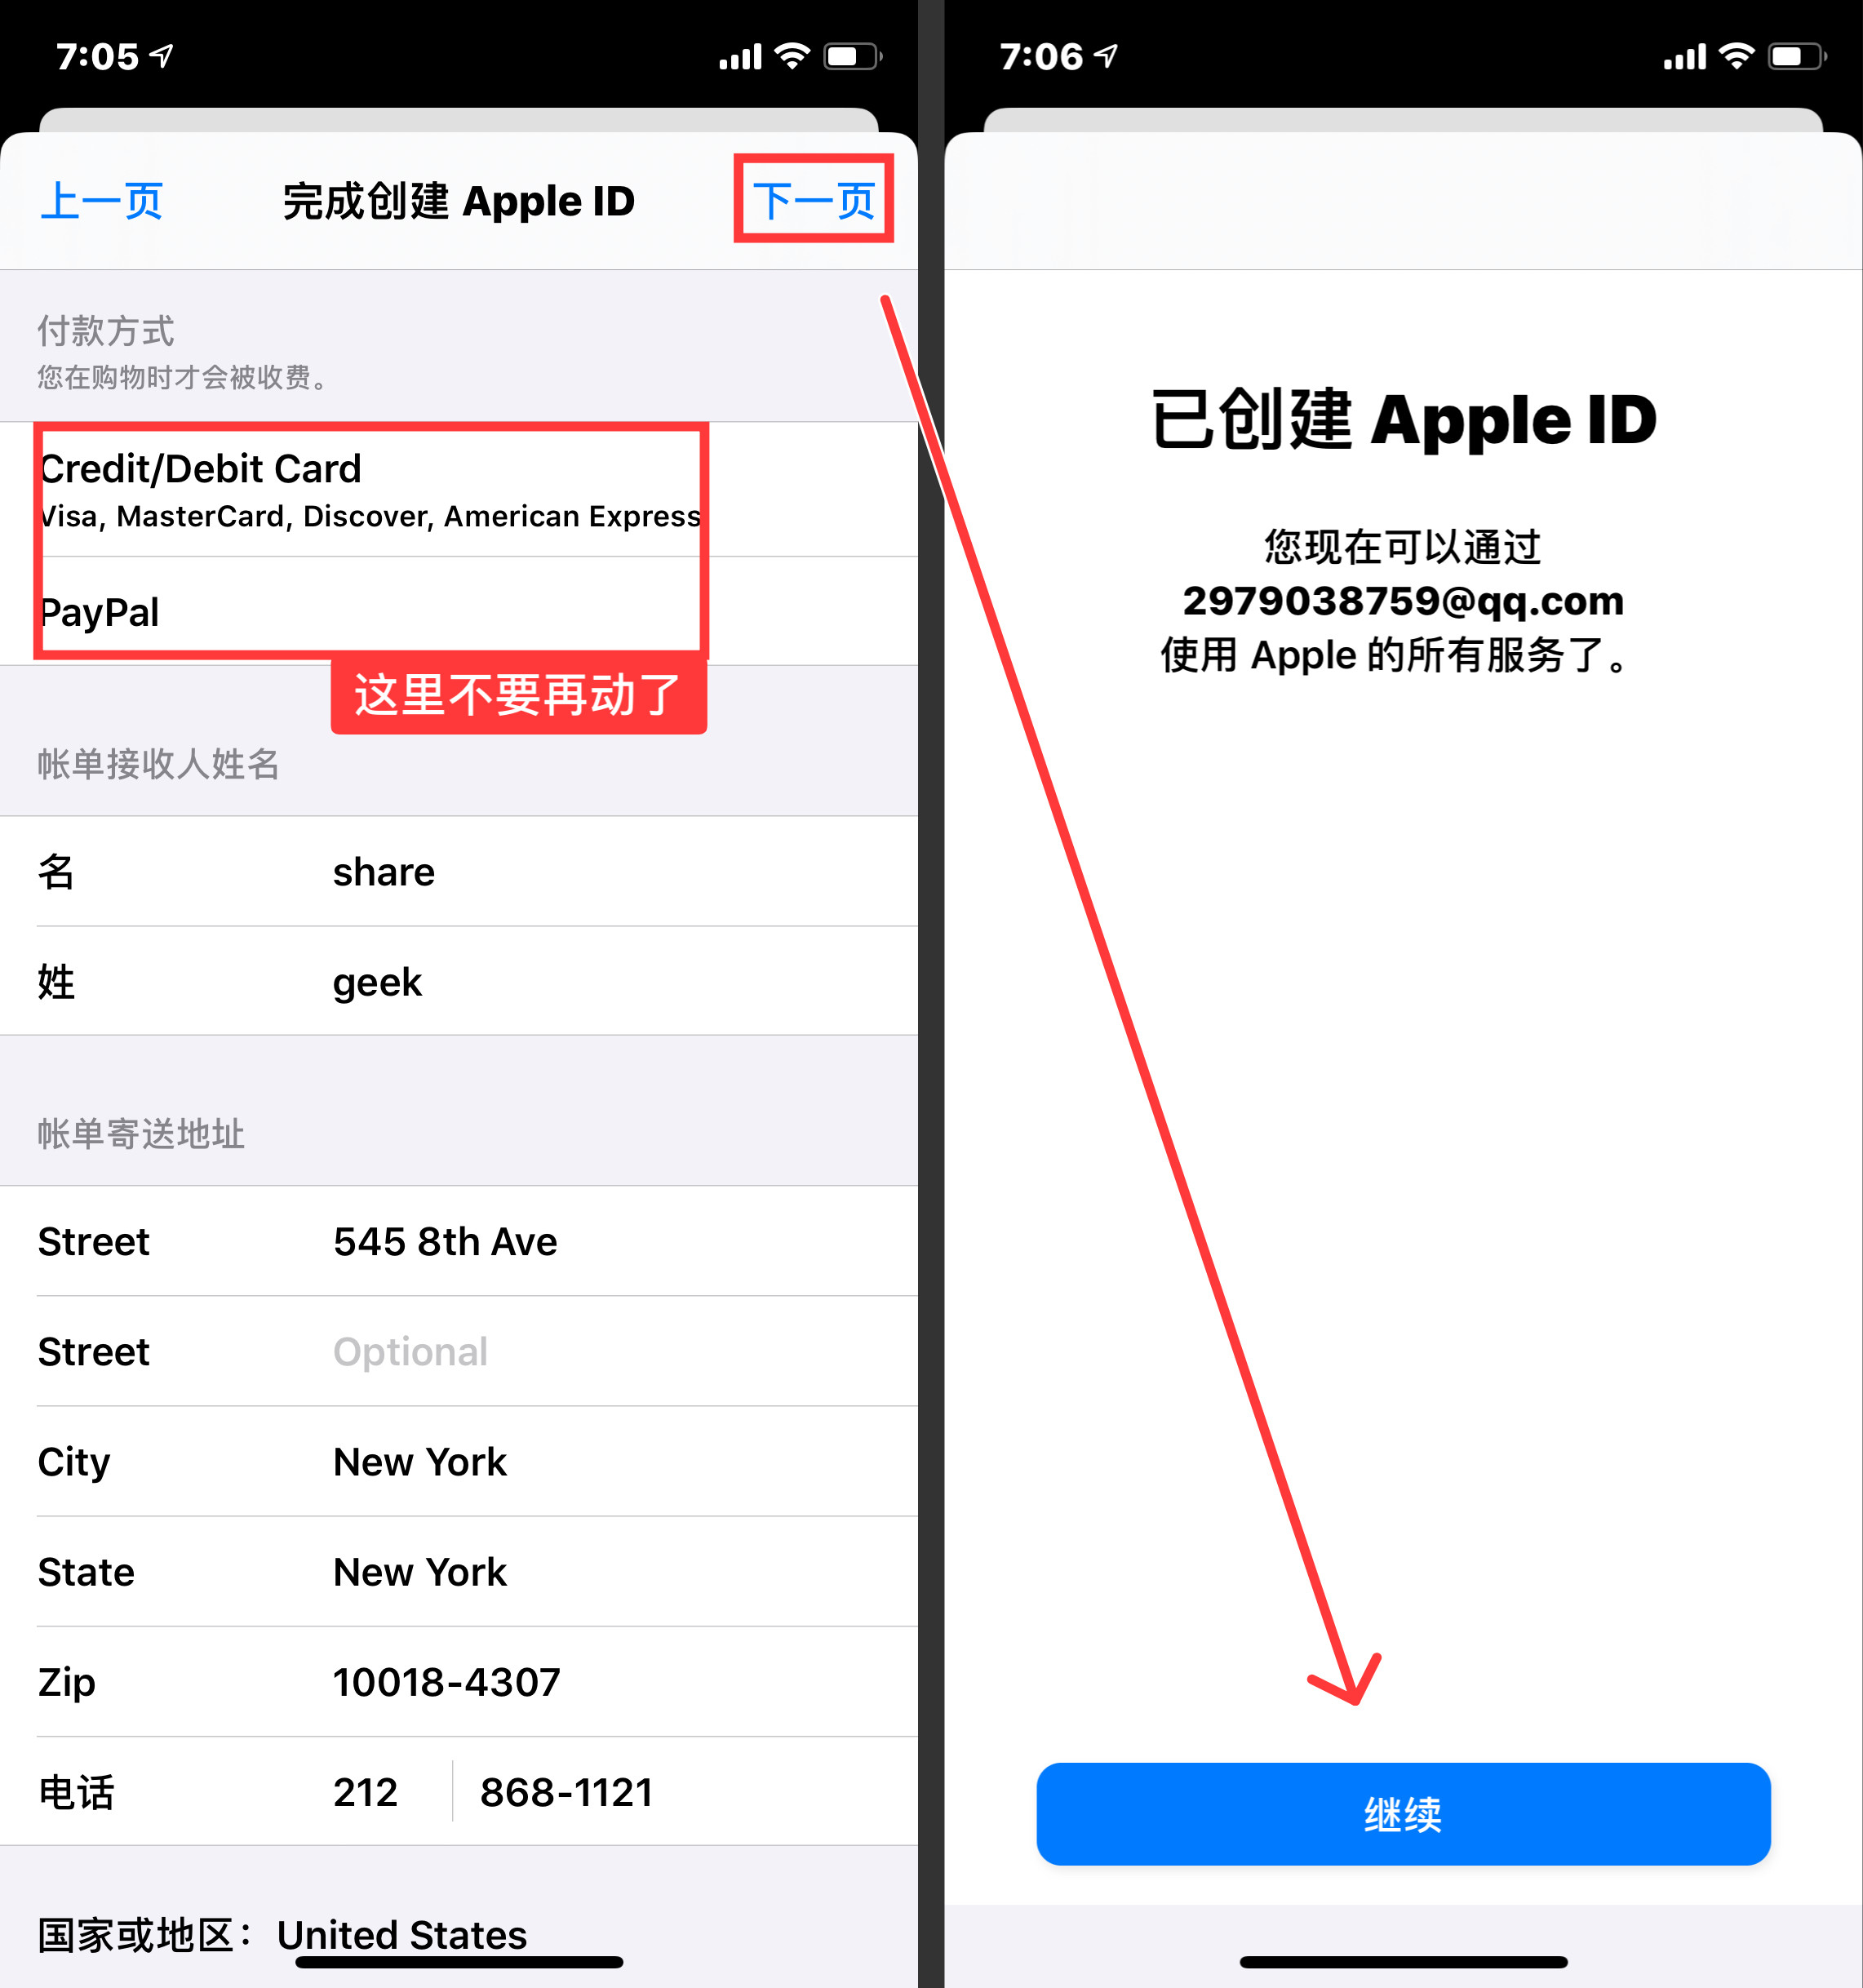 7:05
上一页 完成创建 Apple ID 下一页
付款方式
您在购物时才会被收费。
Credit/Debit Card
Visa, MasterCard, Discover, American Express
PayPal
这里不要再动了
帐单接收人姓名
名 share
姓 geek
帐单寄送地址
Street 545 8th Ave
Street Optional
City New York
State New York
Zip 10018-4307
电话 212 868-1121
国家或地区： United States
7:06
已创建 Apple ID
您现在可以通过
2979038759@qq.com
使用 Apple 的所有服务了。
继续